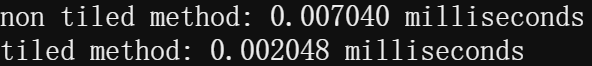 non tiled method: 0.007040 milliseconds
tiled method: 0.002048 milliseconds